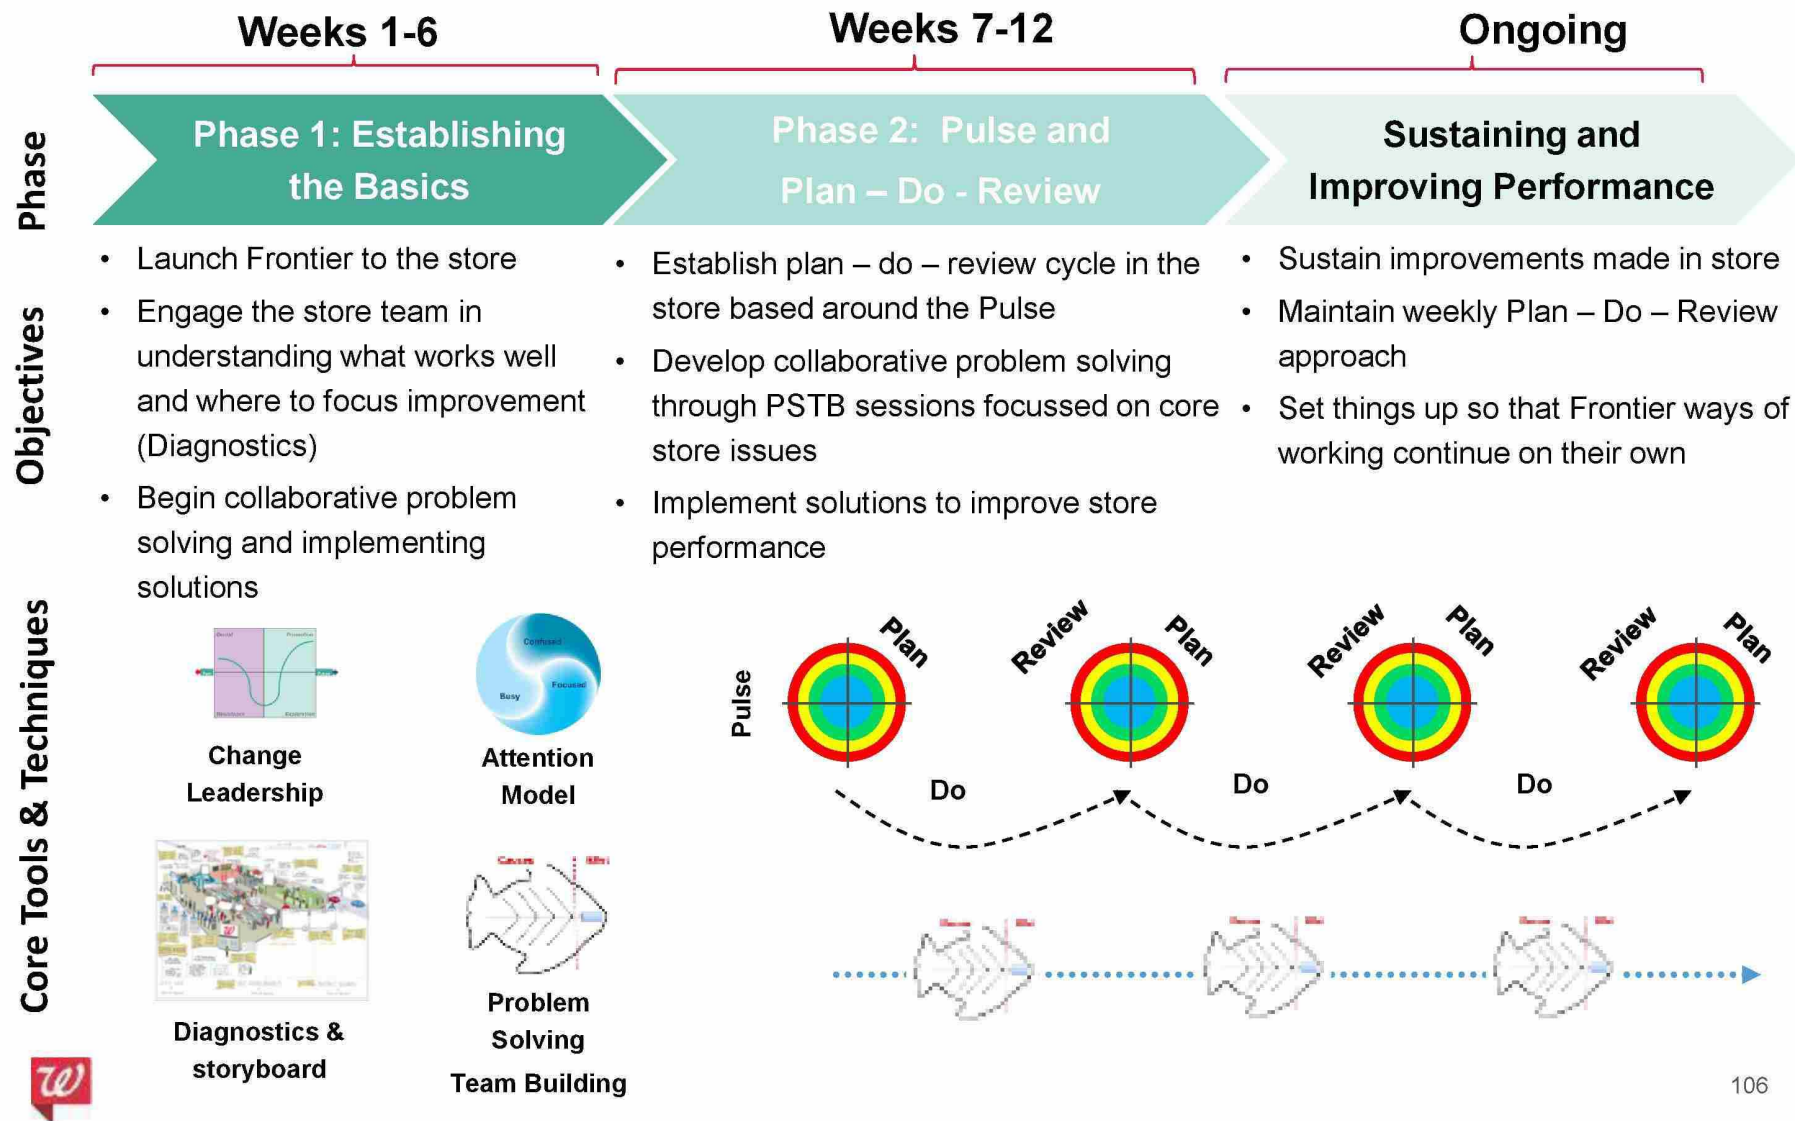 Weeks 1-6
Weeks 7-12
Ongoing
Phase
Phase 1: Establishing
the Basics
Phase 2:  Pulse and
Plan – Do - Review
Sustaining and
Improving Performance
Objectives
• Launch Frontier to the store
• Engage the store team in
understanding what works well
and where to focus improvement
(Diagnostics)
• Begin collaborative problem
solving and implementing
solutions
• Establish plan – do – review cycle in the
store based around the Pulse
• Develop collaborative problem solving
through PSTB sessions focussed on core
store issues
• Implement solutions to improve store
performance
• Sustain improvements made in store
• Maintain weekly Plan – Do – Review
approach
• Set things up so that Frontier ways of
working continue on their own
Core Tools & Techniques
Change
Leadership
Confused
Focused
Busy
Attention
Model
Diagnostics &
storyboard
Problem
Solving
Team Building
Pulse
Plan
Review
Plan
Review
Plan
Review
Plan
Do
Do
Do
W
106